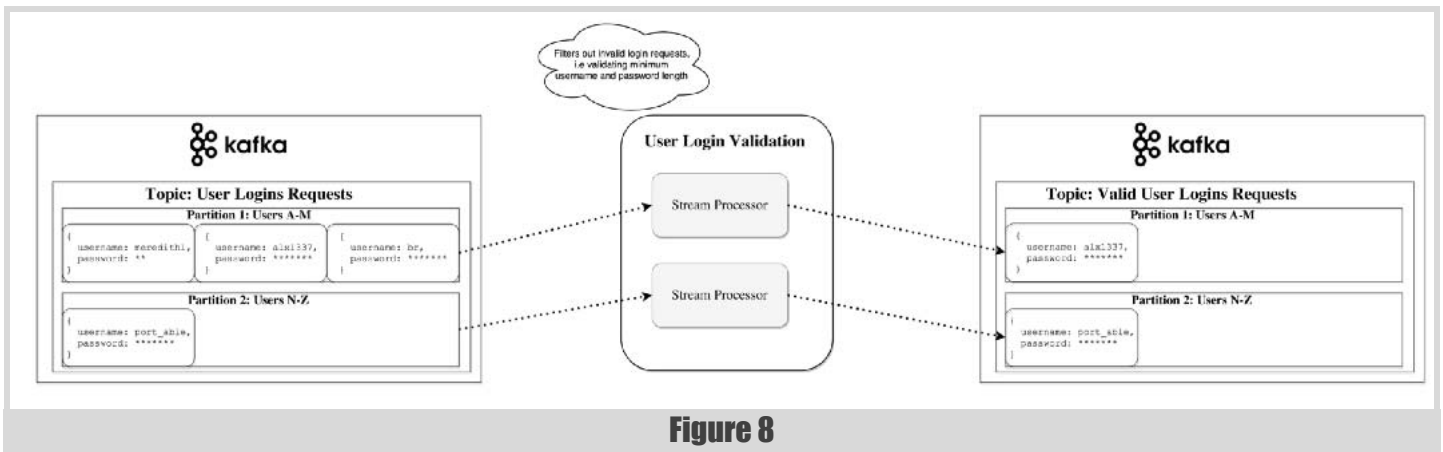 Filters out invalid login requests,
i.e validating minimum
username and password length
kafka
Topic: User Logins Requests
Partition 1: Users A-M
{
username: meredith1,
password: **
}
{
username: alx1337,
password: *******
}
{
username: br,
password: *******
}
Partition 2: Users N-Z
{
username: port_able,
password: *******
}
User Login Validation
Stream Processor
Stream Processor
kafka
Topic: Valid User Logins Requests
Partition 1: Users A-M
{
username: alx1337,
password: *******
}
Partition 2: Users N-Z
{
username: port_able,
password: *******
}
Figure 8